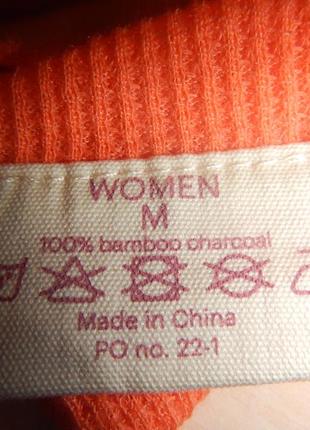 WOMEN
M
100% bamboo charcoal
Made in China
PO no. 22-1